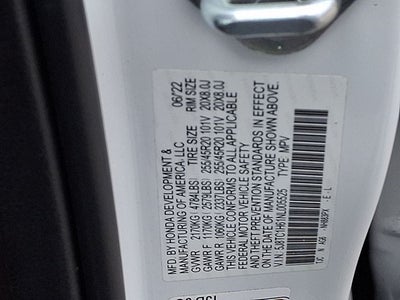 MFD. BY HONDA DEVELOPMENT & 06/22
MANUFACTURING OF AMERICA, LLC TIRE SIZE RIM SIZE
GVWR 2170KG 4784LBS
GAWR F 1170KG 2579LBS 255/45R20 101V 20X8.0J
GAWR R 1060KG 2337LBS 255/45R20 101V 20X8.0J
THIS VEHICLE CONFORMS TO ALL APPLICABLE
FEDERAL MOTOR VEHICLE SAFETY
AND THEFT PREVENTION STANDARDS IN EFFECT
ON THE DATE OF MANUFACTURE SHOWN ABOVE.
TYPE MPV
E - L